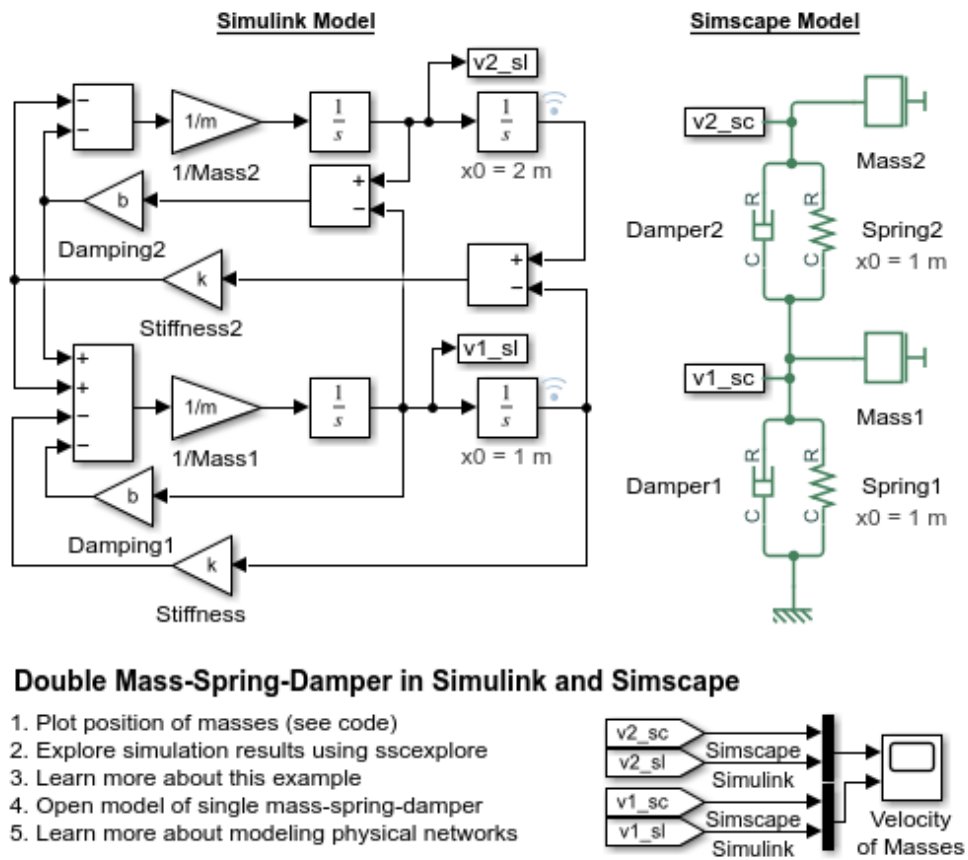 Simulink Model
Simscape Model
v2_sl
−
−
1/m
1
s
1
s
1/Mass2
x0 = 2 m
+
−
b
Damping2
+
−
k
Stiffness2
v1_sl
+
+
−
−
1/m
1
s
1
s
1/Mass1
x0 = 1 m
b
Damping1
k
Stiffness
v2_sc
Mass2
R
R
Damper2
Spring2
x0 = 1 m
C
C
v1_sc
Mass1
R
R
Damper1
Spring1
x0 = 1 m
C
C
Double Mass-Spring-Damper in Simulink and Simscape
1. Plot position of masses (see code)
2. Explore simulation results using sscexplore
3. Learn more about this example
4. Open model of single mass-spring-damper
5. Learn more about modeling physical networks
v2_sc
Simscape
v2_sl
Simulink
v1_sc
Simscape
v1_sl
Simulink
Velocity
of Masses